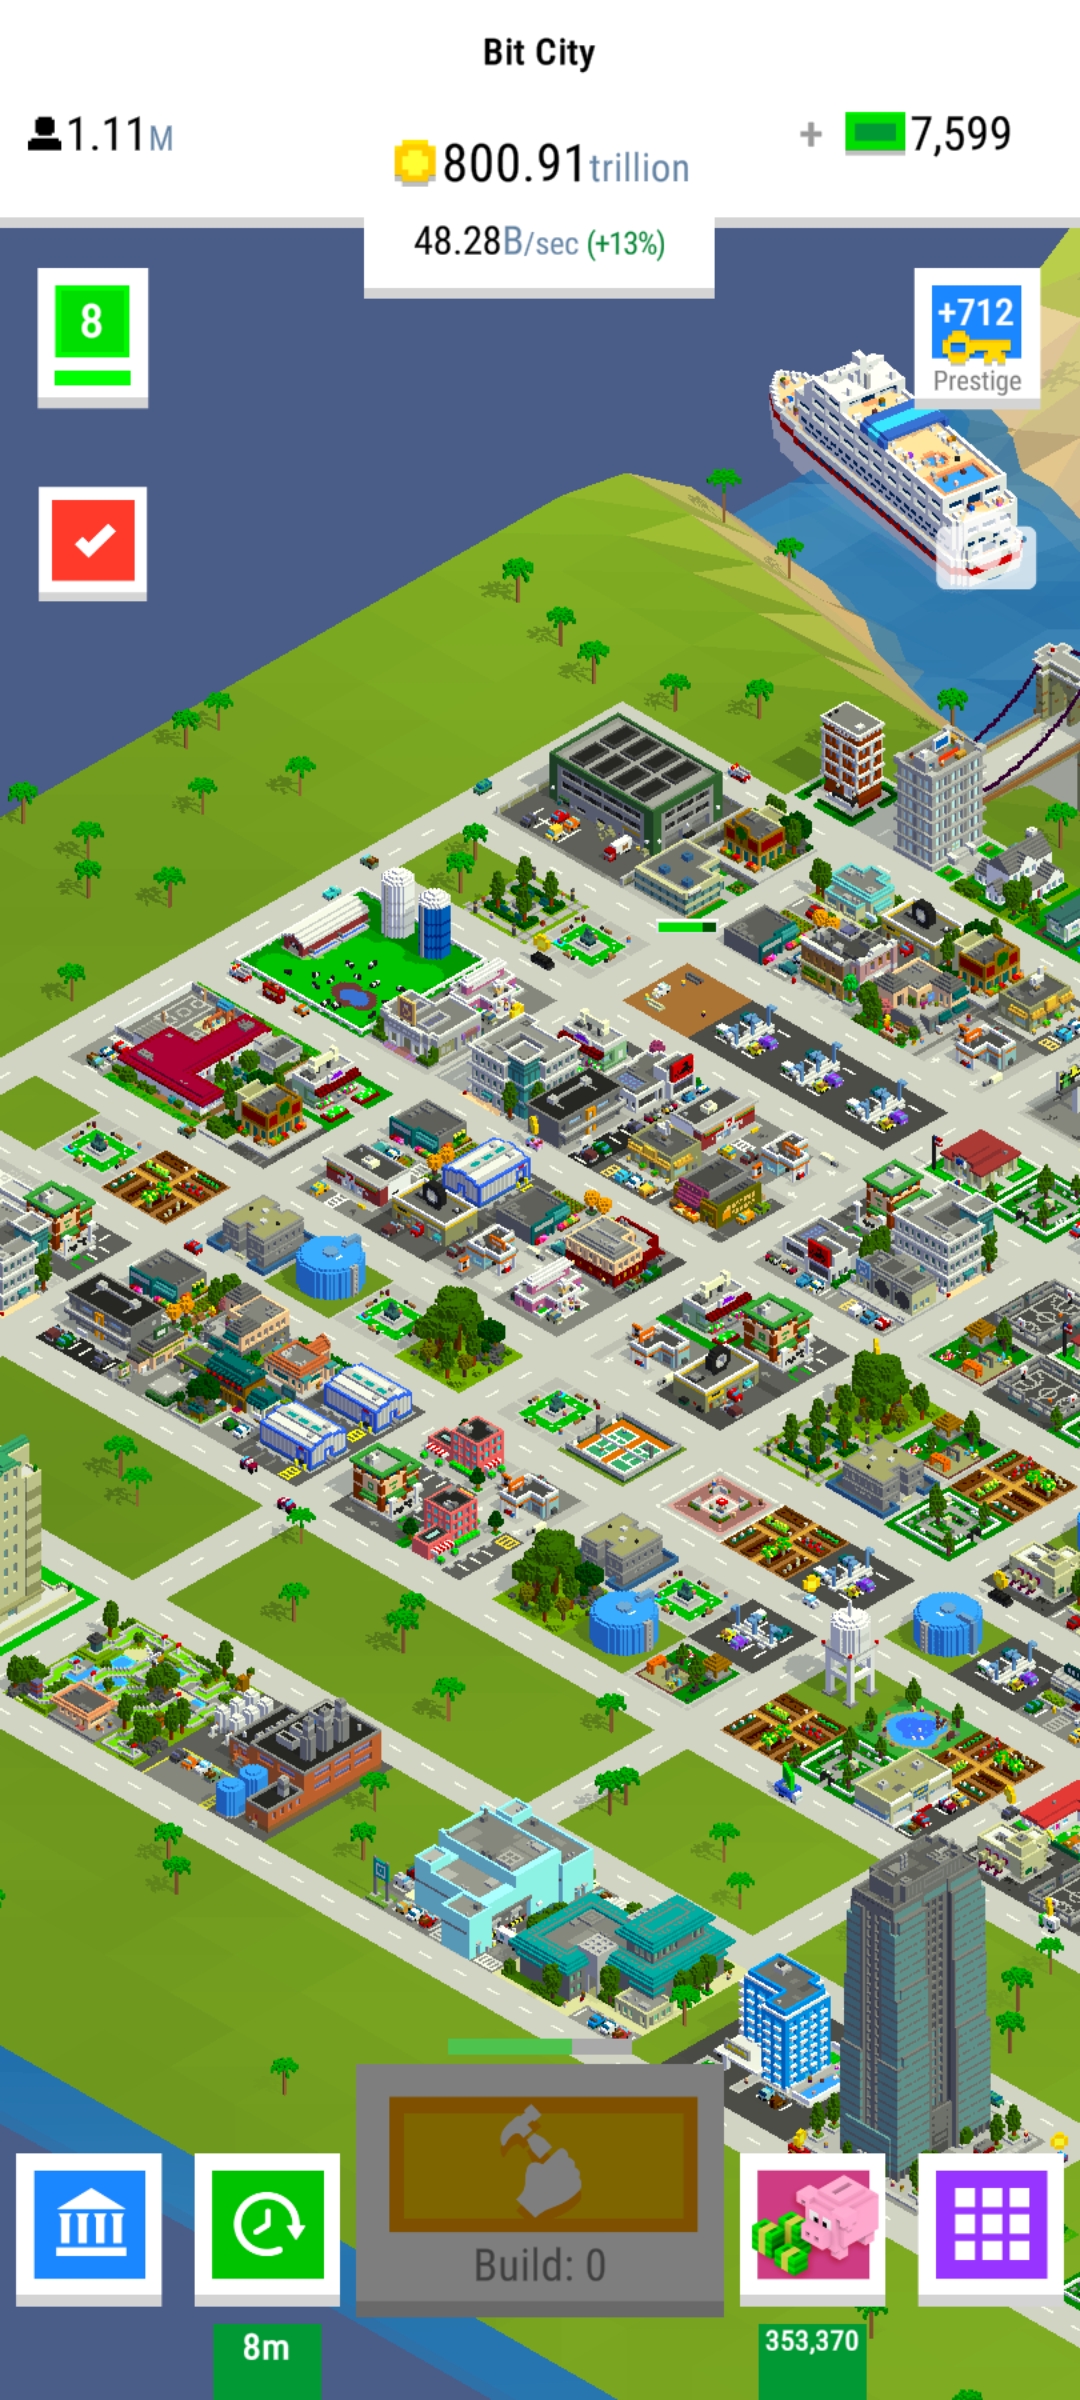 Bit City
1.11M
800.91trillion
+ 7,599
48.28B/sec (+13%)
8
+712
Prestige
Build: 0
8m
353,370